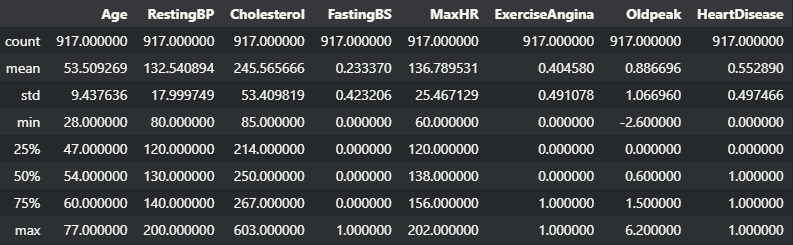 Age RestingBP Cholesterol FastingBS MaxHR ExerciseAngina Oldpeak HeartDisease
count 917.000000 917.000000 917.000000 917.000000 917.000000 917.000000 917.000000 917.000000
mean 53.509269 132.540894 245.565666 0.233370 136.789531 0.404580 0.886696 0.552890
std 9.437636 17.999749 53.409819 0.423206 25.467129 0.491078 1.066960 0.497466
min 28.000000 80.000000 85.000000 0.000000 60.000000 0.000000 -2.600000 0.000000
25% 47.000000 120.000000 214.000000 0.000000 120.000000 0.000000 0.000000 0.000000
50% 54.000000 130.000000 250.000000 0.000000 138.000000 0.000000 0.600000 1.000000
75% 60.000000 140.000000 267.000000 0.000000 156.000000 1.000000 1.500000 1.000000
max 77.000000 200.000000 603.000000 1.000000 202.000000 1.000000 6.200000 1.000000